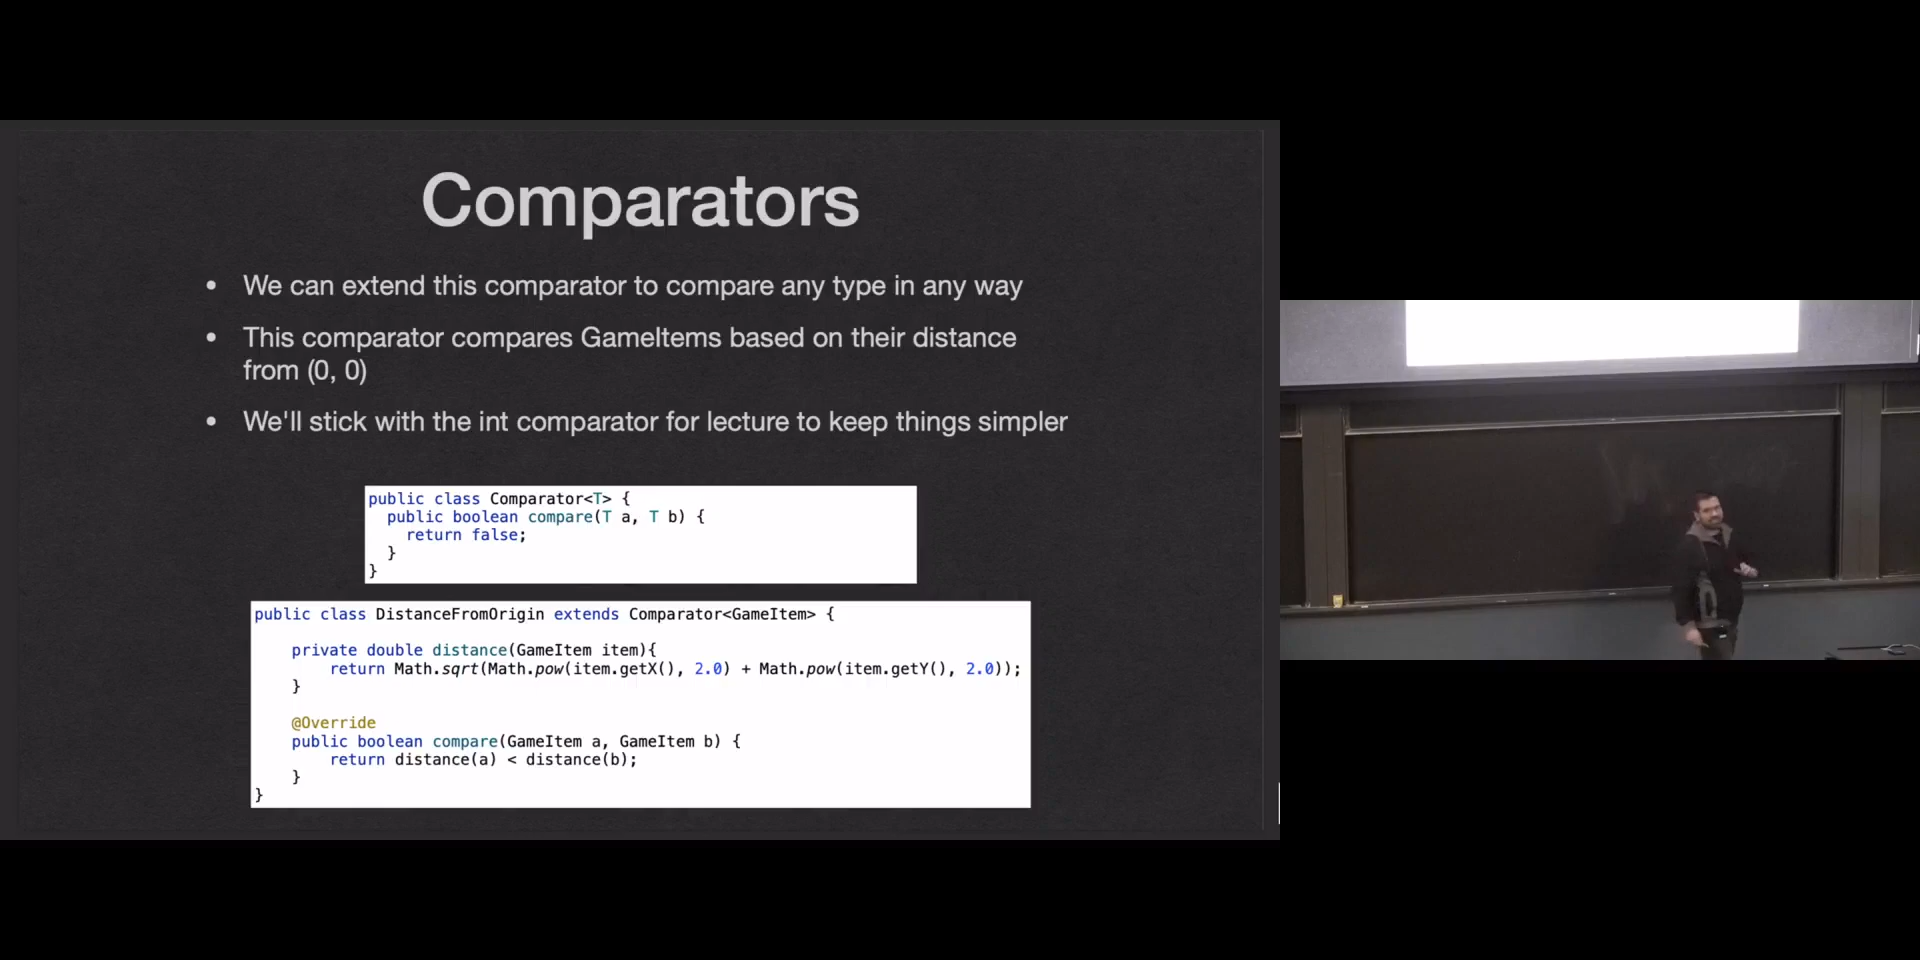 Comparators
• We can extend this comparator to compare any type in any way
• This comparator compares GameItems based on their distance
from (0, 0)
• We'll stick with the int comparator for lecture to keep things simpler
public class Comparator<T> {
  public boolean compare(T a, T b) {
    return false;
  }
}
public class DistanceFromOrigin extends Comparator<GameItem> {
    private double distance(GameItem item){
        return Math.sqrt(Math.pow(item.getX(), 2.0) + Math.pow(item.getY(), 2.0));
    }
    @Override
    public boolean compare(GameItem a, GameItem b) {
        return distance(a) < distance(b);
    }
}